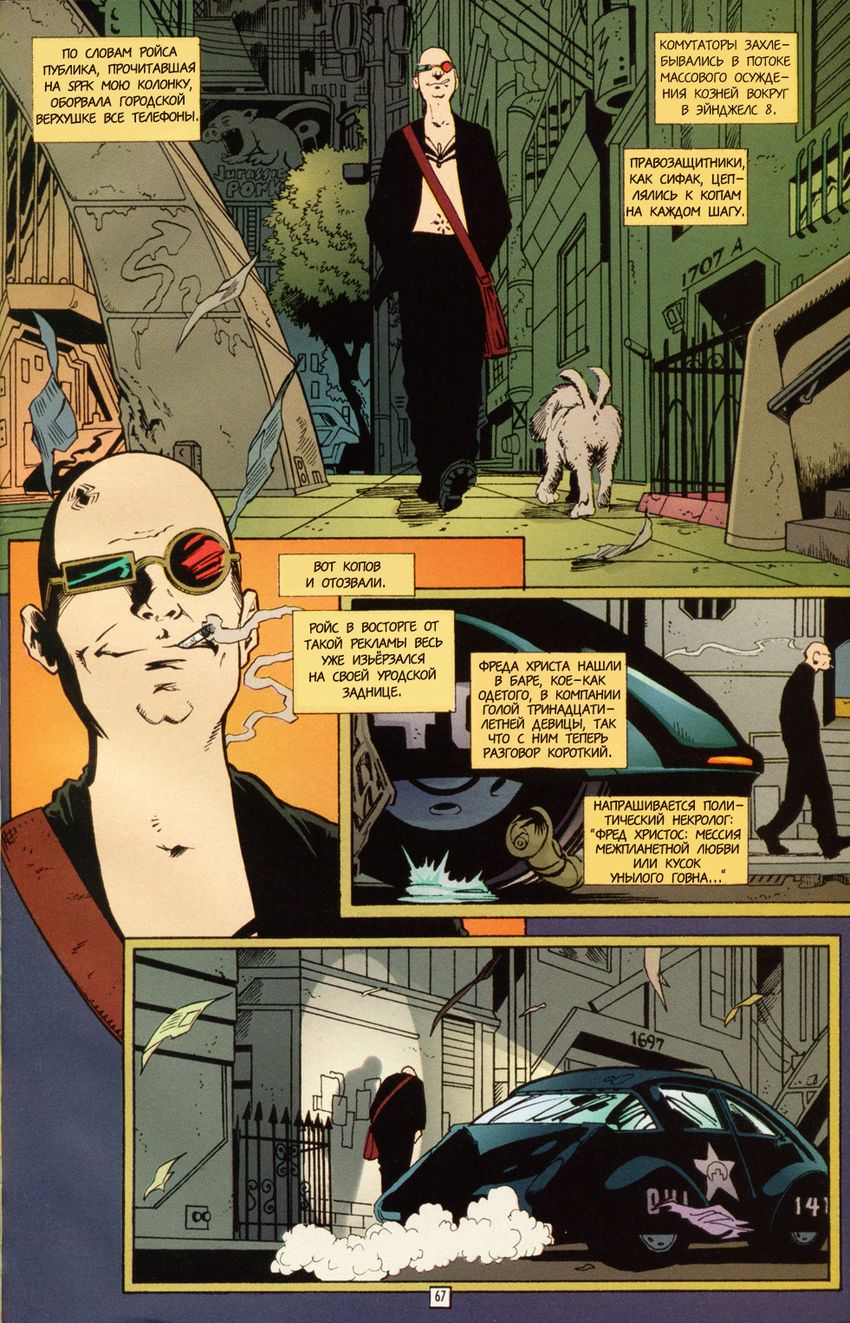 ПО СЛОВАМ РОЙСА
ПУБЛИКА, ПРОЧИТАВШАЯ
НА SPFK МОЮ КОЛОНКУ,
ОБОРВАЛА ГОРОДСКОЙ
ВЕРХУШКЕ ВСЕ ТЕЛЕФОНЫ.
КОМУТАТОРЫ ЗАХЛЕ-
БЫВАЛИСЬ В ПОТОКЕ
МАССОВОГО ОСУЖДЕ-
НИЯ КОЗНЕЙ ВОКРУГ
В ЭЙНДЖЕЛС 8.
ПРАВОЗАЩИТНИКИ,
КАК СИФАК, ЦЕП-
ЛЯЛИСЬ К КОПАМ
НА КАЖДОМ ШАГУ.
Jurassic
PORK
1707 A
ВОТ КОПОВ
И ОТОЗВАЛИ.
РОЙС В ВОСТОРГЕ ОТ
ТАКОЙ РЕКЛАМЫ ВЕСЬ
УЖЕ ИЗЬЁРЗАЛСЯ
НА СВОЕЙ УРОДСКОЙ
ЗАДНИЦЕ.
ФРЕДА ХРИСТА НАШЛИ
В БАРЕ, КОЕ-КАК
ОДЕТОГО, В КОМПАНИИ
ГОЛОЙ ТРИНАДЦАТИ-
ЛЕТНЕЙ ДЕВИЦЫ, ТАК
ЧТО С НИМ ТЕПЕРЬ
РАЗГОВОР КОРОТКИЙ.
НАПРАШИВАЕТСЯ ПОЛИ-
ТИЧЕСКИЙ НЕКРОЛОГ:
"ФРЕД ХРИСТОС: МЕССИЯ
МЕЖПЛАНЕТНОЙ ЛЮБВИ
ИЛИ КУСОК
УНЫЛОГО ГОВНА..."
1697
141
67